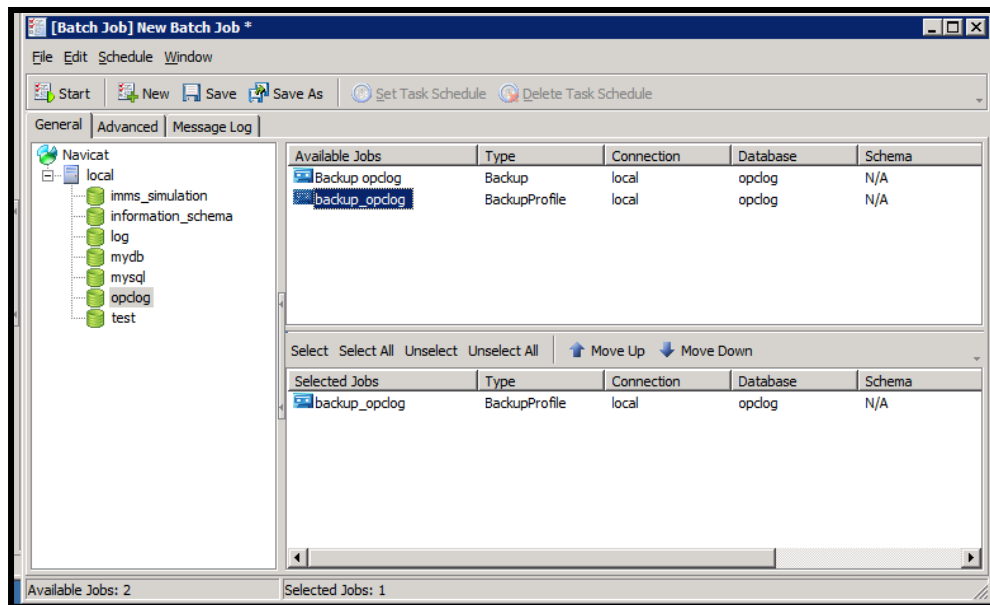 [Batch Job] New Batch Job *
File Edit Schedule Window
Start New Save Save As Set Task Schedule Delete Task Schedule
General Advanced Message Log
Navicat
local
imms_simulation
information_schema
log
mydb
mysql
opclog
test
Available Jobs Type Connection Database Schema
Backup opclog Backup local opclog N/A
backup_opclog BackupProfile local opclog N/A
Select Select All Unselect Unselect All Move Up Move Down
Selected Jobs Type Connection Database Schema
backup_opclog BackupProfile local opclog N/A
Available Jobs: 2 Selected Jobs: 1